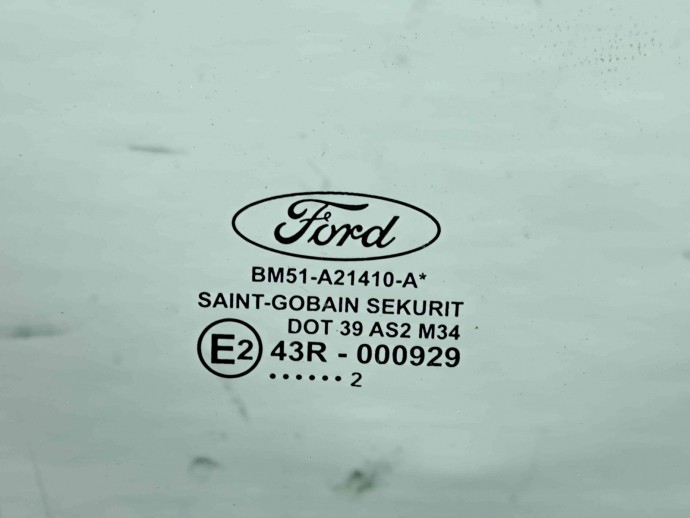 Ford
BM51-A21410-A*
SAINT-GOBAIN SEKURIT
DOT 39 AS2 M34
E2 43R - 000929
...... 2